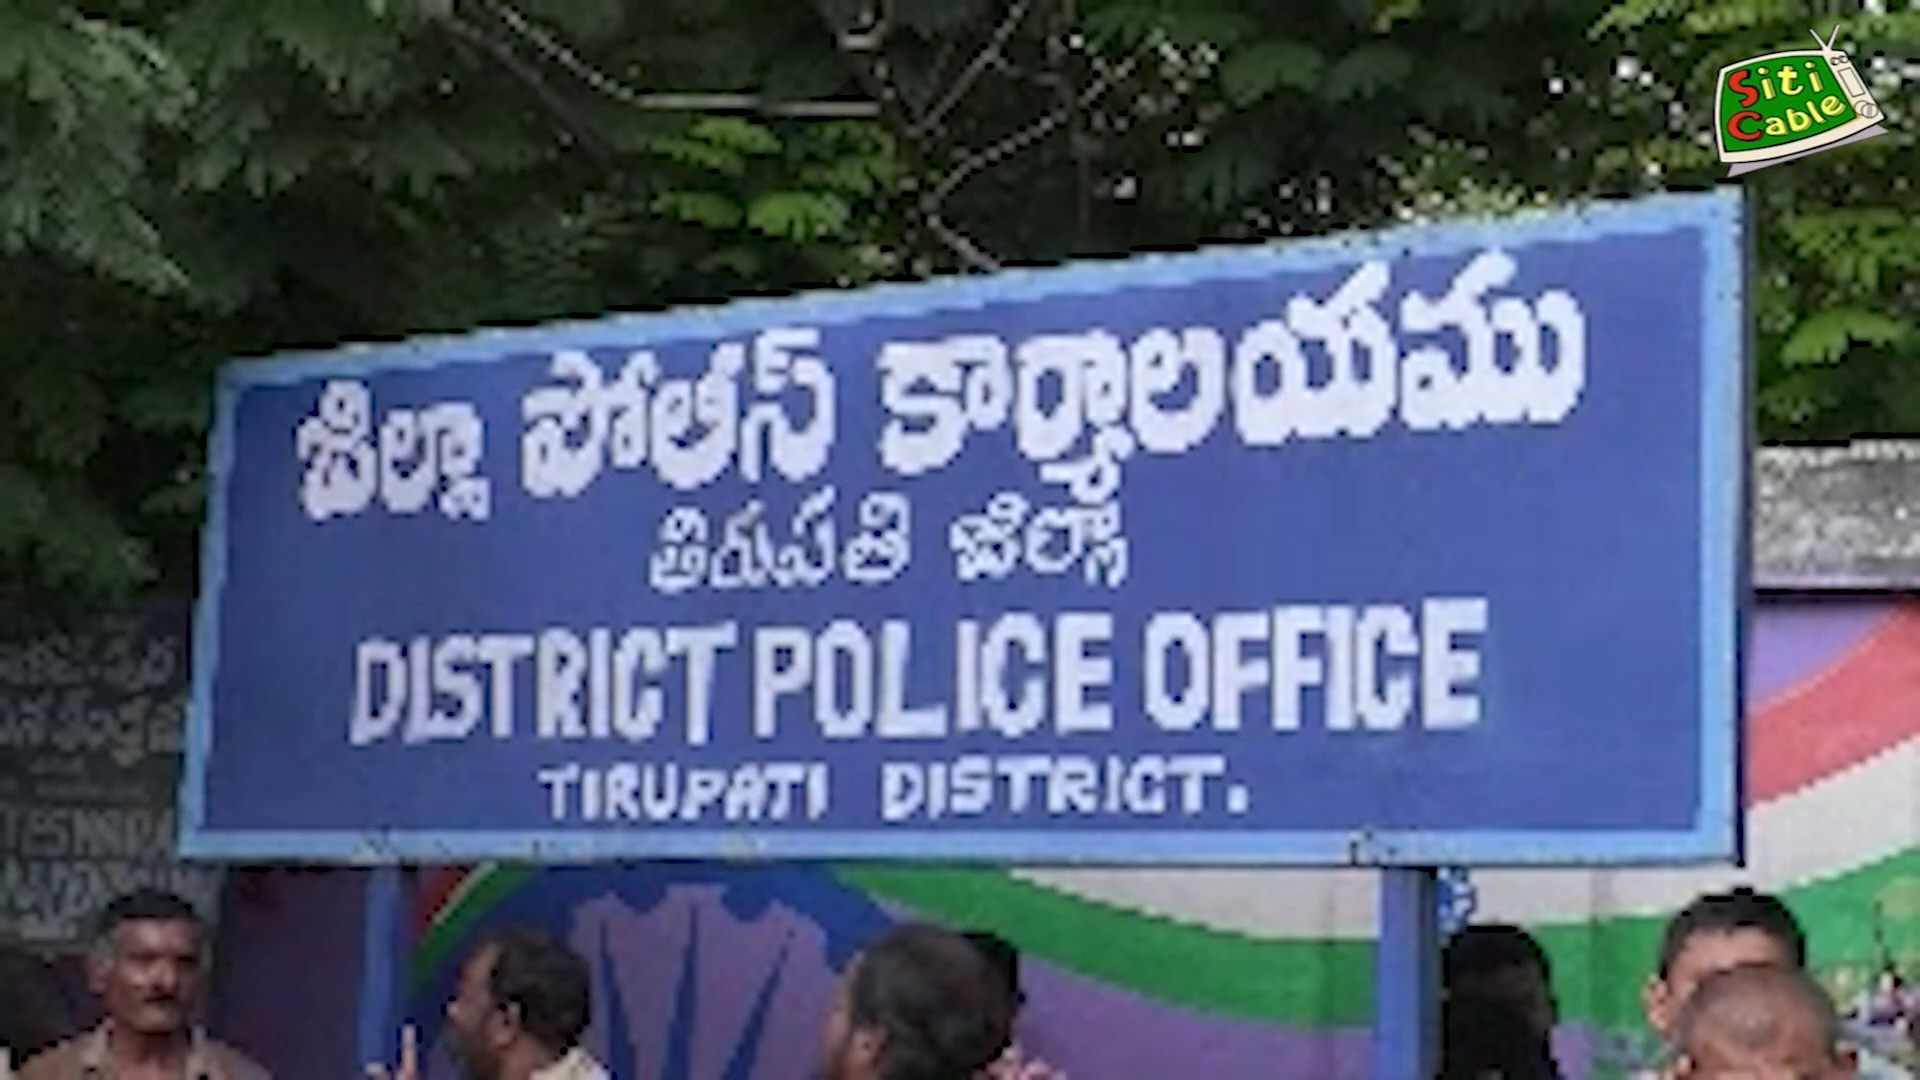 Siti
Cable
జిల్లా పోలీస్ కార్యాలయము
తిరుపతి జిల్లా
DISTRICT POLICE OFFICE
TIRUPATI DISTRICT.